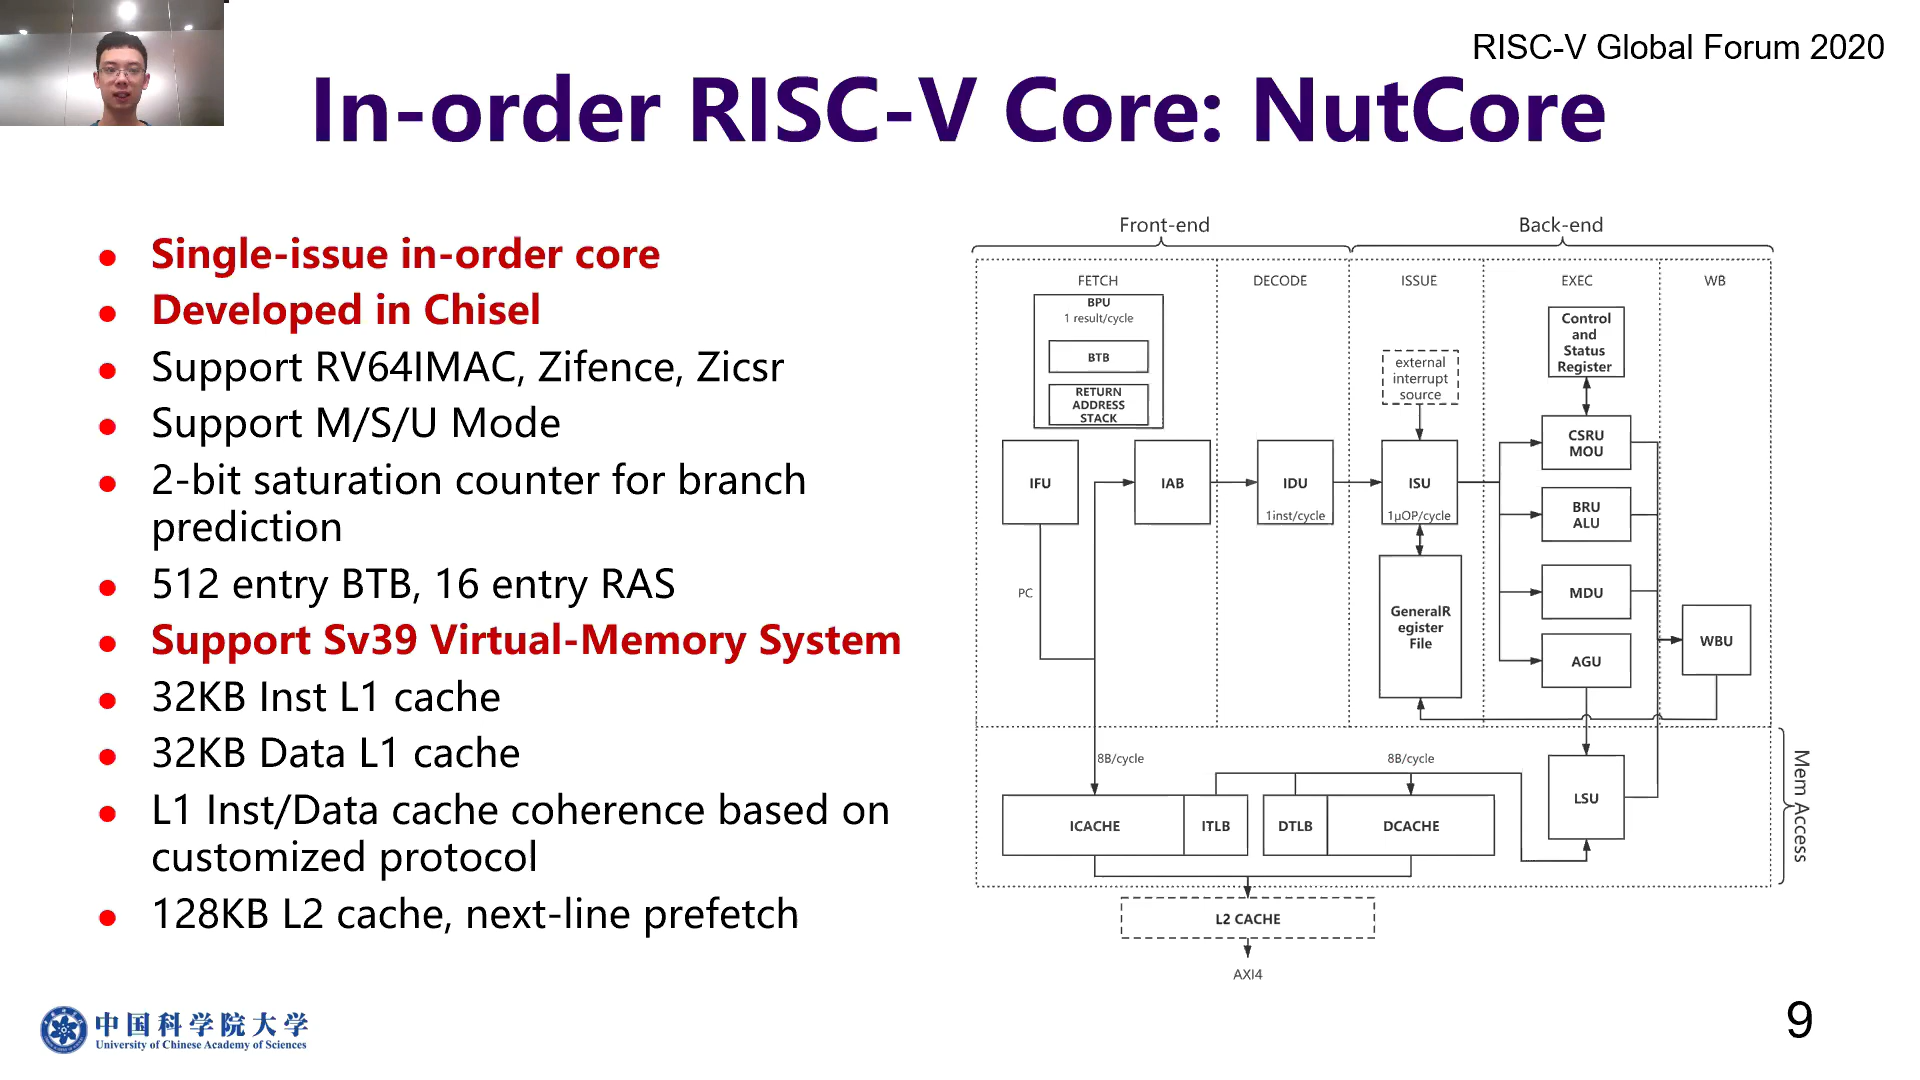 RISC-V Global Forum 2020
In-order RISC-V Core: NutCore
Single-issue in-order core
Developed in Chisel
Support RV64IMAC, Zifence, Zicsr
Support M/S/U Mode
2-bit saturation counter for branch
prediction
512 entry BTB, 16 entry RAS
Support Sv39 Virtual-Memory System
32KB Inst L1 cache
32KB Data L1 cache
L1 Inst/Data cache coherence based on
customized protocol
128KB L2 cache, next-line prefetch
Front-end
Back-end
FETCH
DECODE
ISSUE
EXEC
WB
BPU
1 result/cycle
BTB
RETURN
ADDRESS
STACK
IFU
IAB
IDU
1inst/cycle
external
interrupt
source
ISU
1μOP/cycle
GeneralR
egister
File
Control
and
Status
Register
CSRU
MOU
BRU
ALU
MDU
AGU
WBU
PC
8B/cycle
8B/cycle
ICACHE
ITLB
DTLB
DCACHE
LSU
Mem Access
L2 CACHE
AXI4
中国科学院大学
University of Chinese Academy of Sciences
9